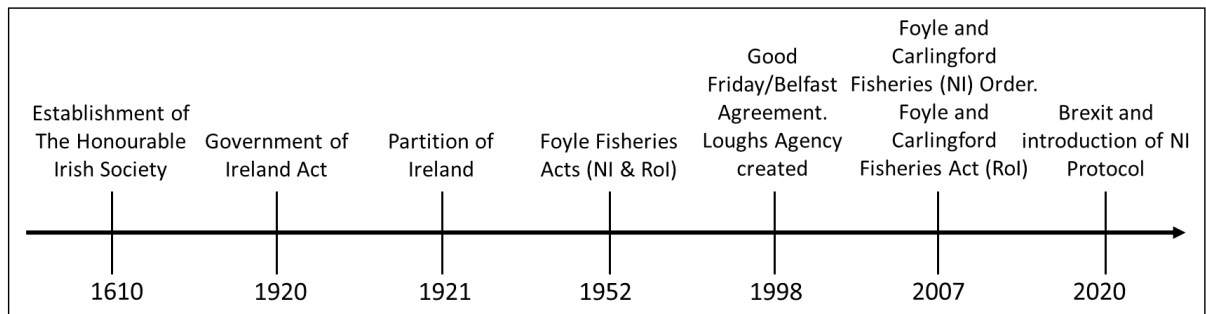 Establishment of
The Honourable
Irish Society
Government of
Ireland Act
Partition of
Ireland
Foyle Fisheries
Acts (NI & RoI)
Good
Friday/Belfast
Agreement.
Loughs Agency
created
Foyle and
Carlingford
Fisheries (NI) Order.
Foyle and
Carlingford
Fisheries Act (RoI)
Brexit and
introduction of NI
Protocol
1610
1920
1921
1952
1998
2007
2020